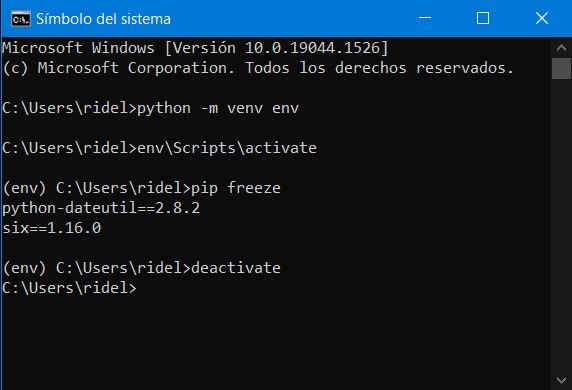 Símbolo del sistema
Microsoft Windows [Versión 10.0.19044.1526]
(c) Microsoft Corporation. Todos los derechos reservados.
C:\Users\ridel>python -m venv env
C:\Users\ridel>env\Scripts\activate
(env) C:\Users\ridel>pip freeze
python-dateutil==2.8.2
six==1.16.0
(env) C:\Users\ridel>deactivate
C:\Users\ridel>